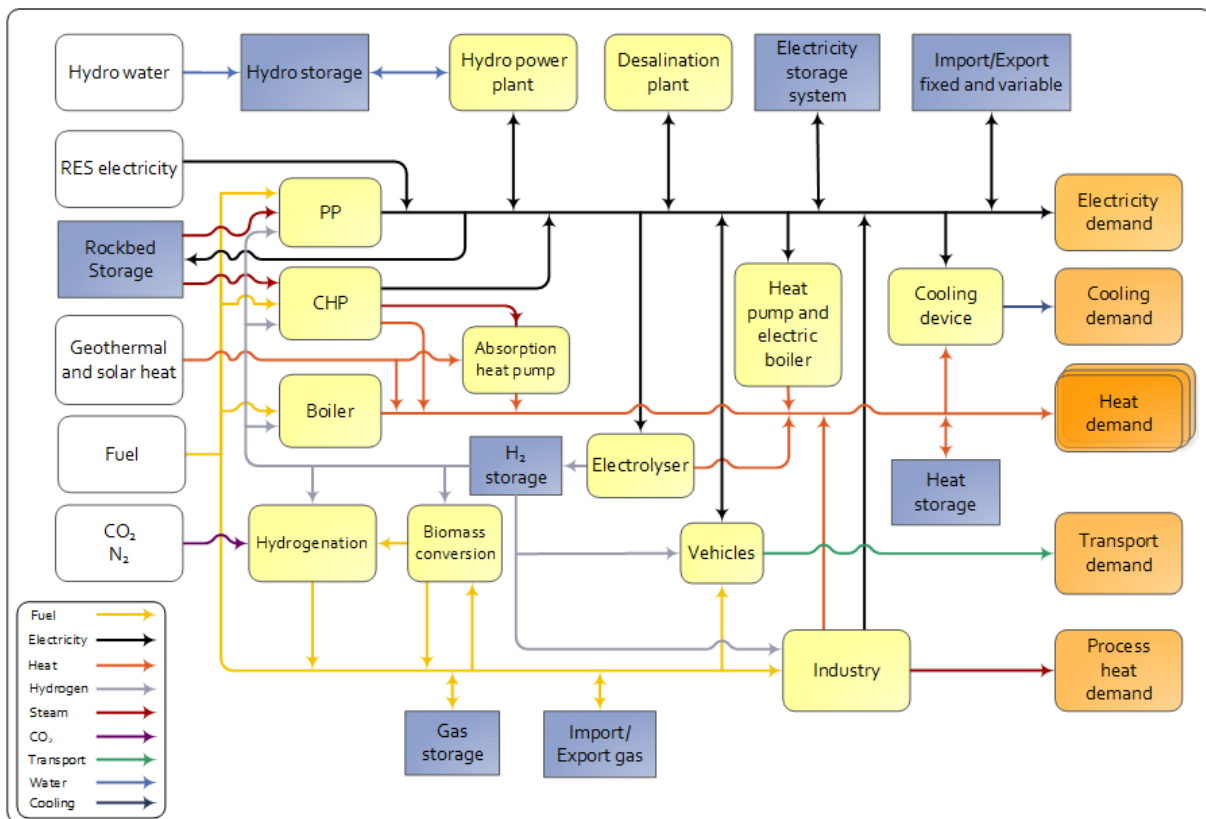 Hydro water
Hydro storage
Hydro power
plant
Desalination
plant
Electricity
storage
system
Import/Export
fixed and variable
RES electricity
PP
Electricity
demand
Rockbed
Storage
CHP
Heat
pump and
electric
boiler
Cooling
device
Cooling
demand
Geothermal
and solar heat
Absorption
heat pump
Boiler
Heat
demand
Fuel
H₂
storage
Electrolyser
Heat
storage
CO₂
N₂
Hydrogenation
Biomass
conversion
Vehicles
Transport
demand
Fuel
Electricity
Heat
Hydrogen
Steam
CO₂
Transport
Water
Cooling
Industry
Process
heat
demand
Gas
storage
Import/
Export gas